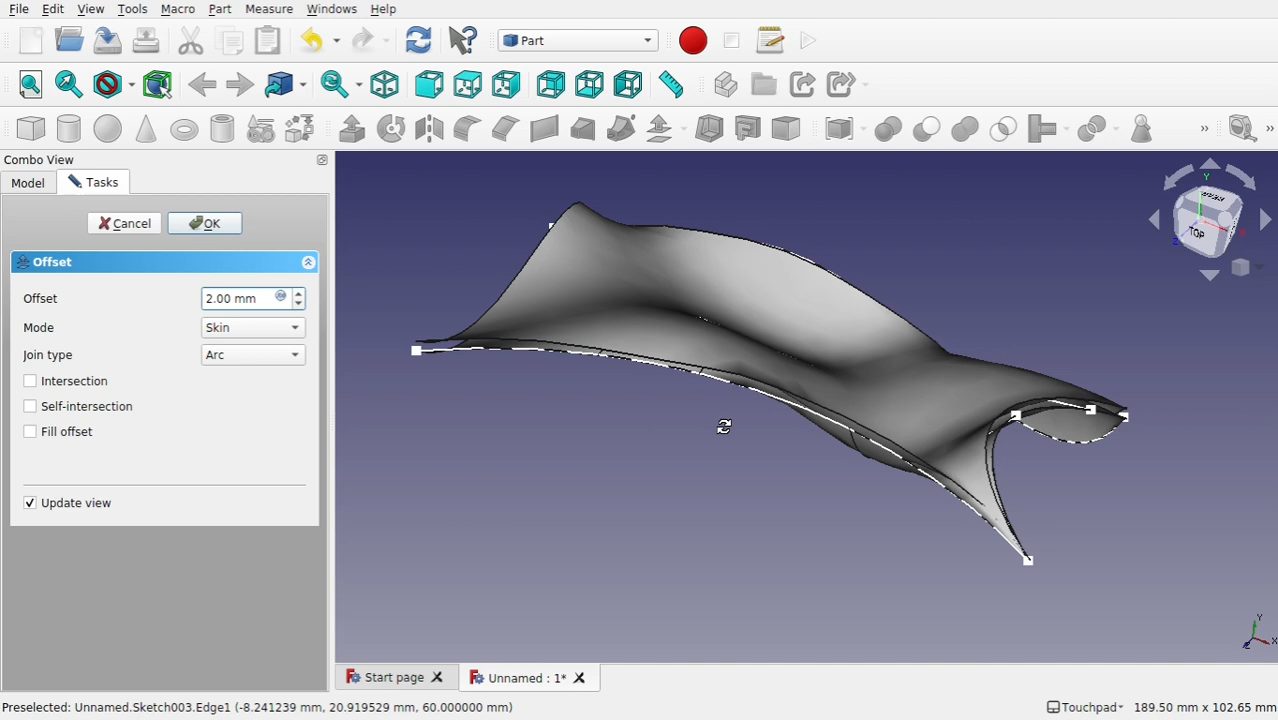 File Edit View Tools Macro Part Measure Windows Help
Part
Combo View
Model Tasks
Cancel OK
Offset
Offset 2.00 mm
Mode Skin
Join type Arc
Intersection
Self-intersection
Fill offset
Update view
Y
TOP
Z
Y
X
Start page Unnamed : 1*
Preselected: Unnamed.Sketch003.Edge1 (-8.241239 mm, 20.919529 mm, 60.000000 mm) Touchpad 189.50 mm x 102.65 mm